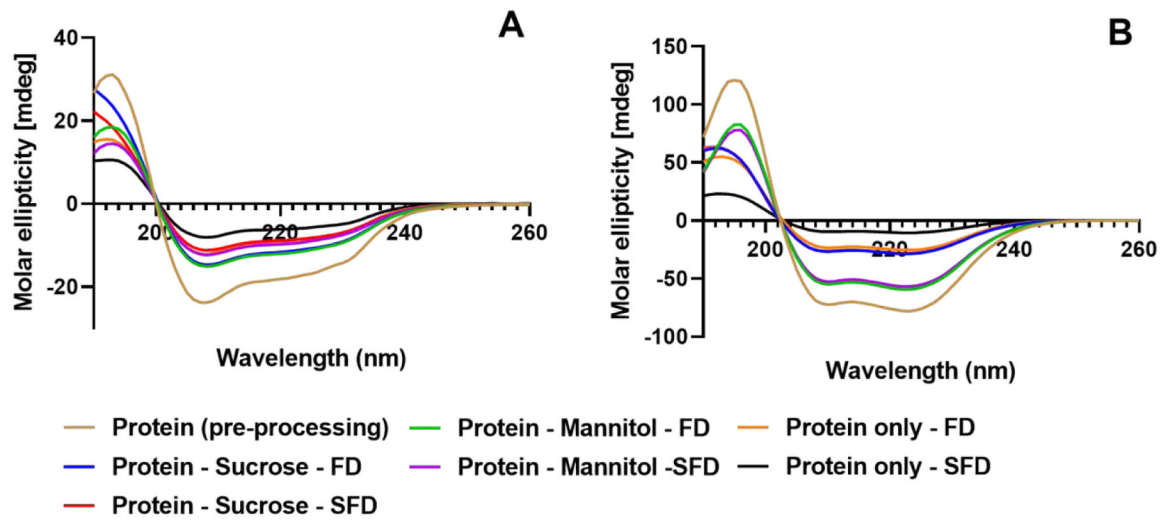 A
B
40
20
0
-20
200
220
240
260
Molar ellipticity [mdeg]
Wavelength (nm)
150
100
50
0
-50
-100
200
220
240
260
Molar ellipticity [mdeg]
Wavelength (nm)
Protein (pre-processing)
Protein - Mannitol - FD
Protein only - FD
Protein - Sucrose - FD
Protein - Mannitol -SFD
Protein only - SFD
Protein - Sucrose - SFD